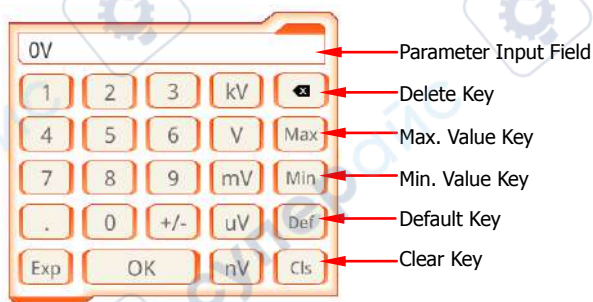 0V
Parameter Input Field
1 2 3 kV
Delete Key
4 5 6 V Max
Max. Value Key
7 8 9 mV Min
Min. Value Key
. 0 +/- uV Def
Default Key
Exp OK nV Cls
Clear Key